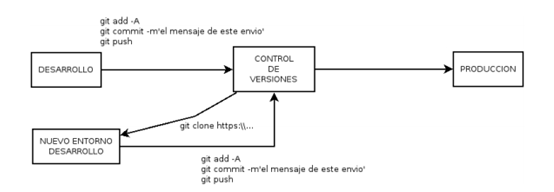 git add -A
git commit -m'el mensaje de este envio'
git push
DESARROLLO
CONTROL
DE
VERSIONES
PRODUCCION
git clone https:\\...
NUEVO ENTORNO
DESARROLLO
git add -A
git commit -m'el mensaje de este envio'
git push